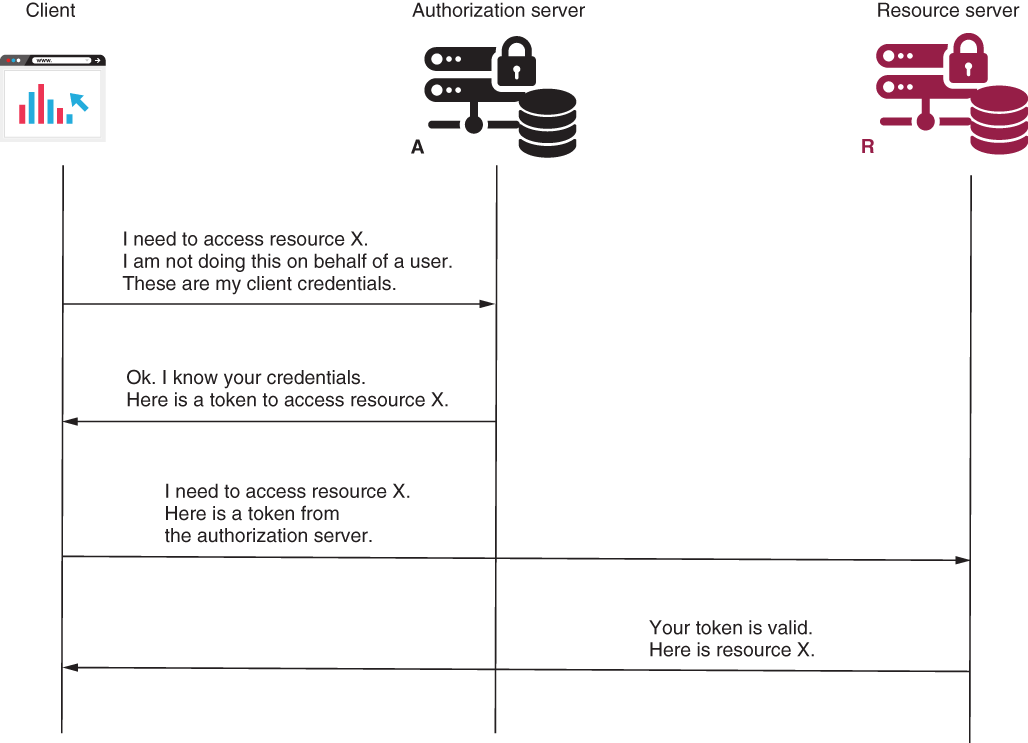 Client
Authorization server
Resource server
www.
A
R
I need to access resource X.
I am not doing this on behalf of a user.
These are my client credentials.
Ok. I know your credentials.
Here is a token to access resource X.
I need to access resource X.
Here is a token from
the authorization server.
Your token is valid.
Here is resource X.